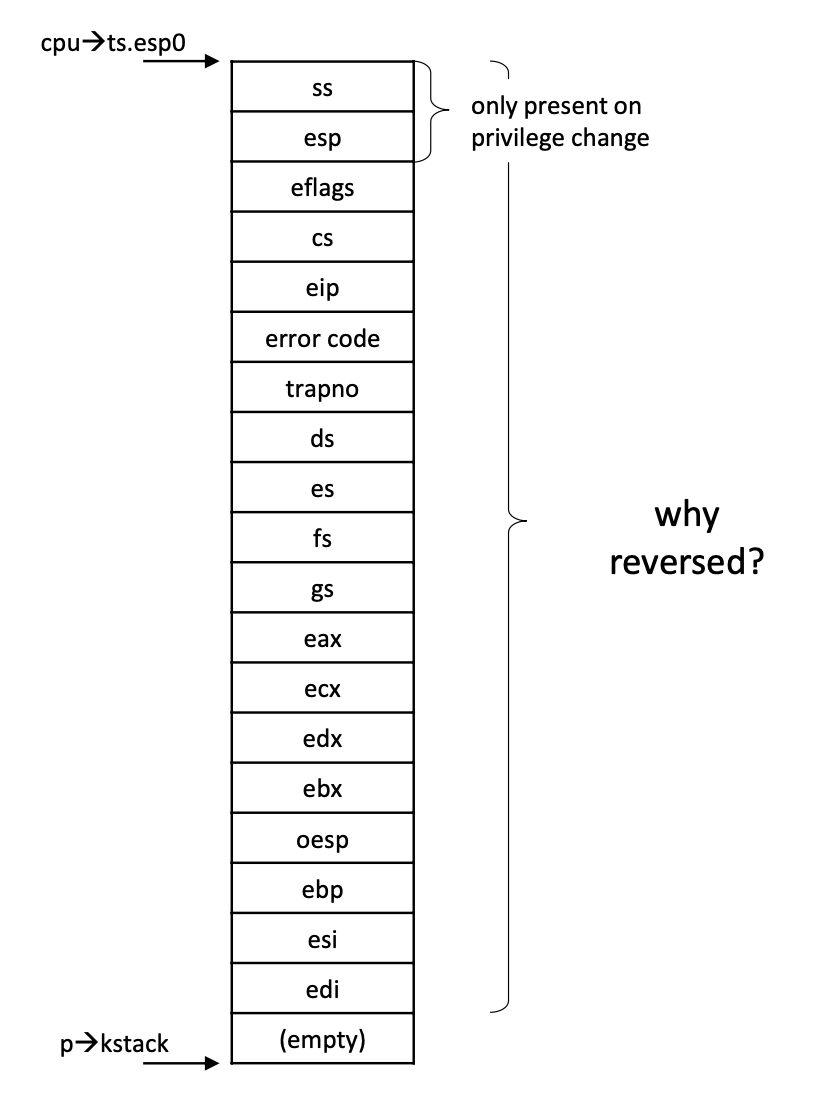 cpu→ts.esp0
ss
only present on
privilege change
esp
eflags
cs
eip
error code
trapno
ds
es
fs
gs
why
reversed?
eax
ecx
edx
ebx
oesp
ebp
esi
edi
(empty)
p→kstack